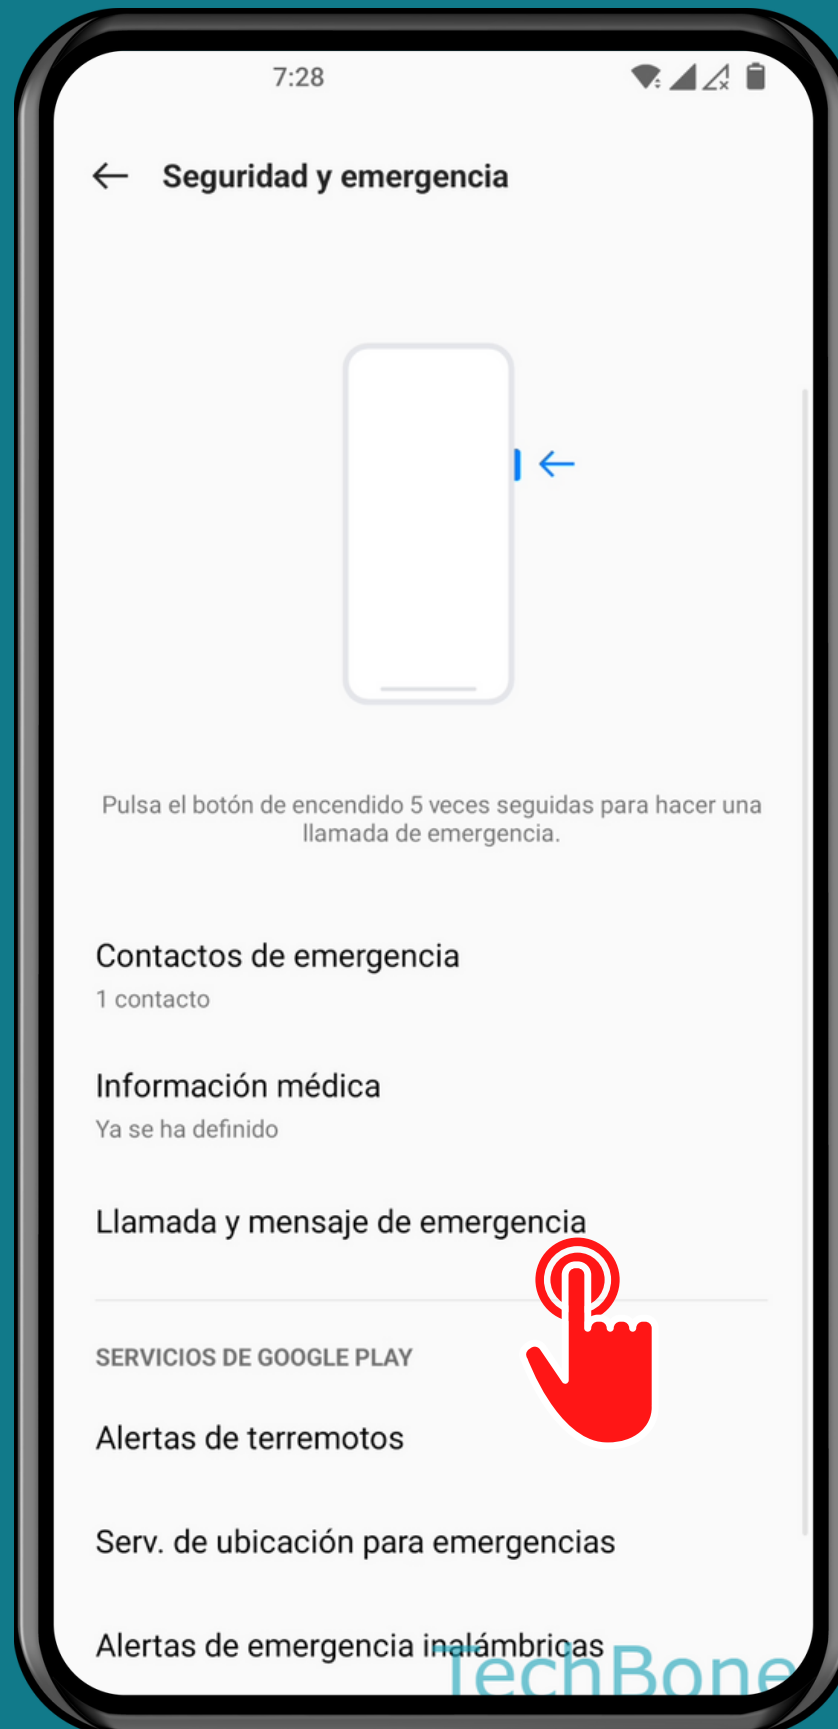 7:28
Seguridad y emergencia
Pulsa el botón de encendido 5 veces seguidas para hacer una
llamada de emergencia.
Contactos de emergencia
1 contacto
Información médica
Ya se ha definido
Llamada y mensaje de emergencia
SERVICIOS DE GOOGLE PLAY
Alertas de terremotos
Serv. de ubicación para emergencias
Alertas de emergencia inalámbricas
TechBone